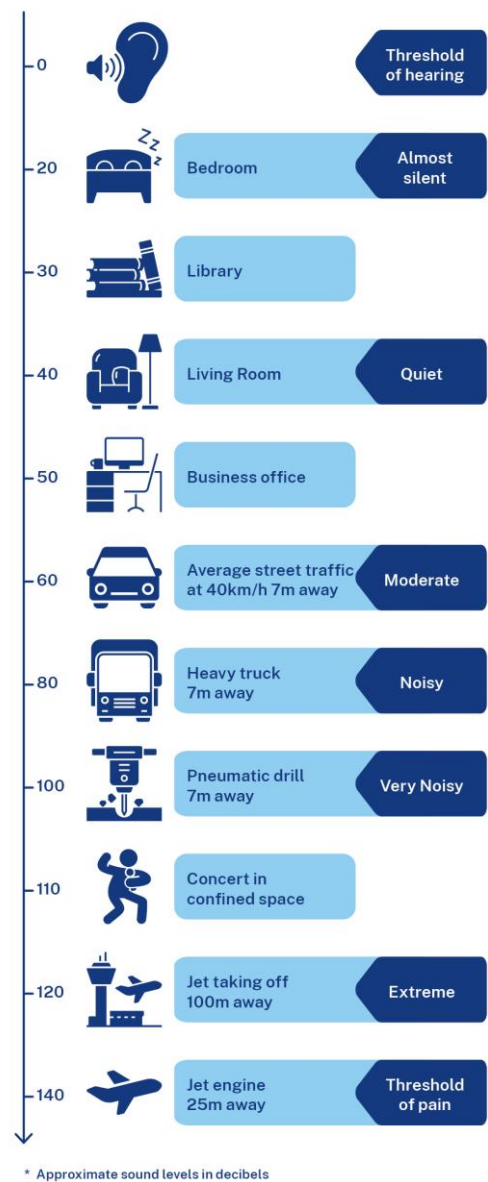 0
Threshold
of hearing
Z Z Z
20
Bedroom
Almost
silent
30
Library
40
Living Room
Quiet
50
Business office
60
Average street traffic
at 40km/h 7m away
Moderate
80
Heavy truck
7m away
Noisy
100
Pneumatic drill
7m away
Very Noisy
110
Concert in
confined space
120
Jet taking off
100m away
Extreme
140
Jet engine
25m away
Threshold
of pain
* Approximate sound levels in decibels